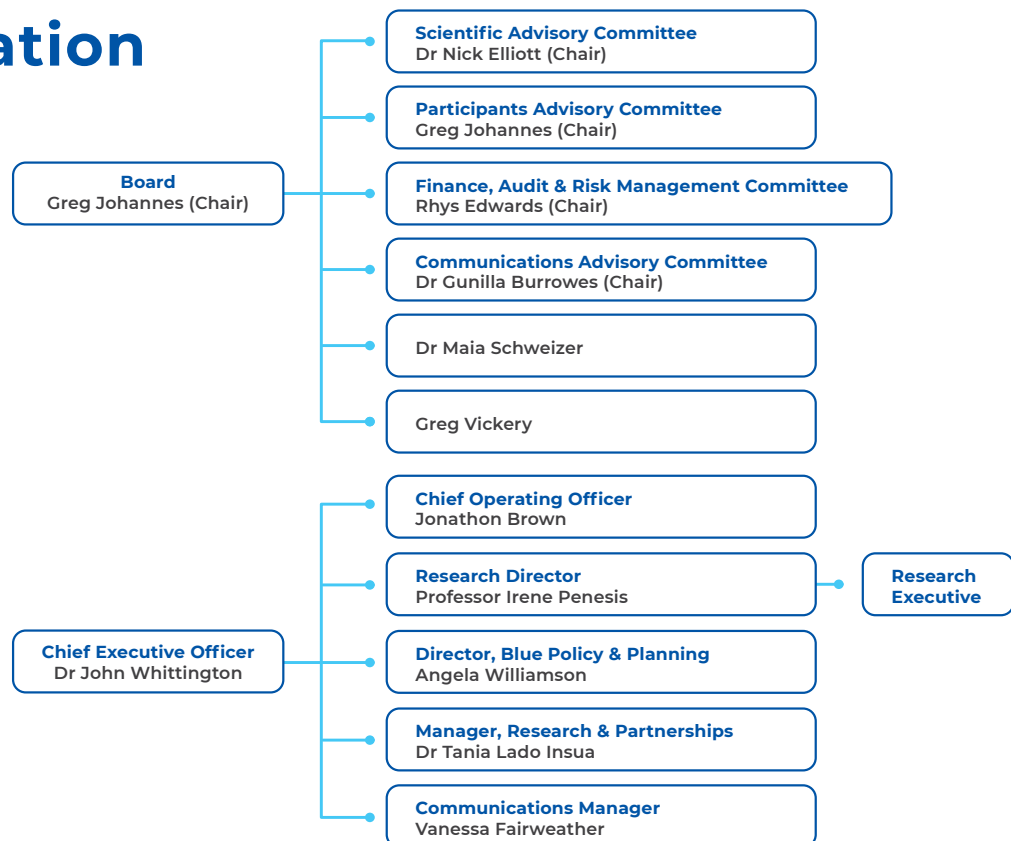 ation
Scientific Advisory Committee
Dr Nick Elliott (Chair)
Participants Advisory Committee
Greg Johannes (Chair)
Board
Greg Johannes (Chair)
Finance, Audit & Risk Management Committee
Rhys Edwards (Chair)
Communications Advisory Committee
Dr Gunilla Burrowes (Chair)
Dr Maia Schweizer
Greg Vickery
Chief Operating Officer
Jonathon Brown
Research Director
Professor Irene Penesis
Research
Executive
Chief Executive Officer
Dr John Whittington
Director, Blue Policy & Planning
Angela Williamson
Manager, Research & Partnerships
Dr Tania Lado Insua
Communications Manager
Vanessa Fairweather